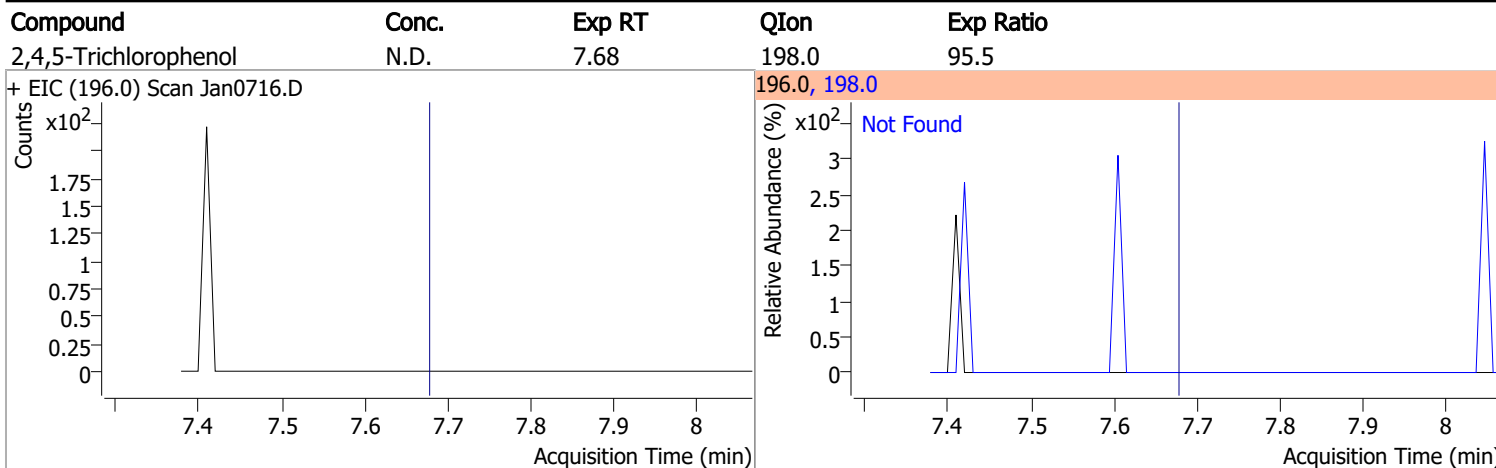 Compound Conc. Exp RT QIon Exp Ratio
2,4,5-Trichlorophenol N.D. 7.68 198.0 95.5
+ EIC (196.0) Scan Jan0716.D
Counts
x10²
1.75
1.5
1.25
1
0.75
0.5
0.25
0
7.4 7.5 7.6 7.7 7.8 7.9 8
Acquisition Time (min)
196.0, 198.0
Relative Abundance (%)
x10²
Not Found
3
2.5
2
1.5
1
0.5
0
7.4 7.5 7.6 7.7 7.8 7.9 8
Acquisition Time (min)